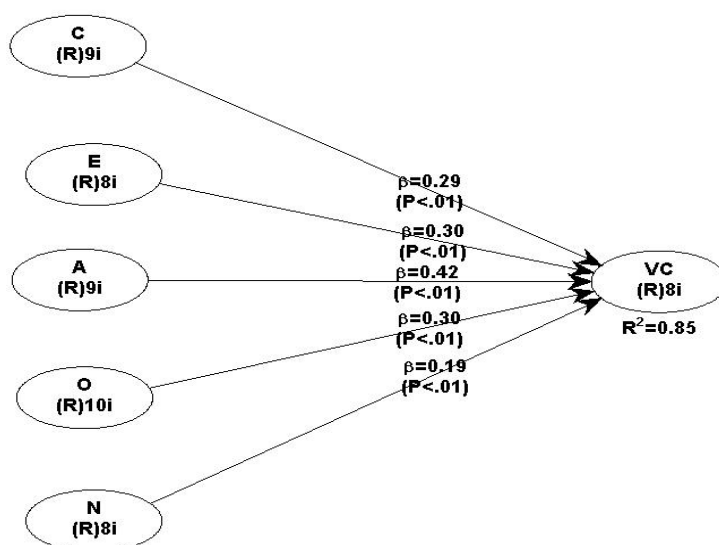 C
(R)9i
E
(R)8i
A
(R)9i
O
(R)10i
N
(R)8i
β=0.29
(P<.01)
β=0.30
(P<.01)
β=0.42
(P<.01)
β=0.30
(P<.01)
β=0.19
(P<.01)
VC
(R)8i
R²=0.85